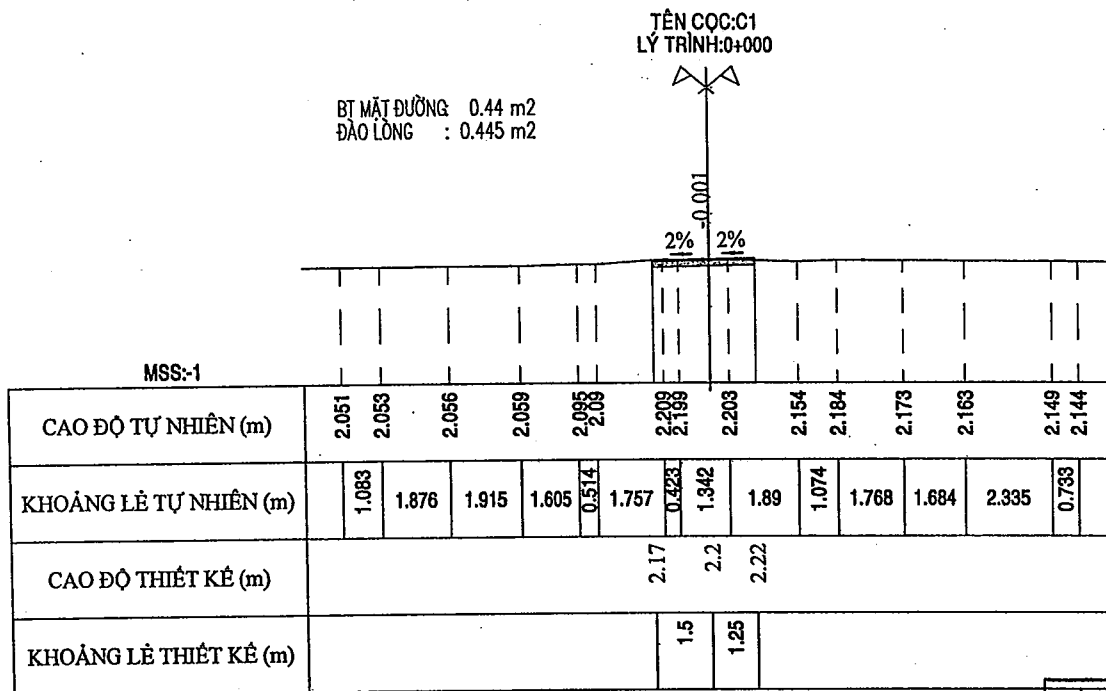 TÊN CỌC:C1
LÝ TRÌNH:0+000
BT MẶT ĐƯỜNG: 0.44 m2
ĐÀO LÒNG : 0.445 m2
-0.001
2% 2%
MSS:-1
CAO ĐỘ TỰ NHIÊN (m) 2.051 2.053 2.056 2.059 2.095 2.09 2.209 2.199 2.203 2.154 2.184 2.173 2.163 2.149 2.144
KHOẢNG LẺ TỰ NHIÊN (m) 1.083 1.876 1.915 1.605 0.514 1.757 0.423 1.342 1.89 1.074 1.768 1.684 2.335 0.733
CAO ĐỘ THIẾT KẾ (m) 2.17 2.2 2.22
KHOẢNG LẺ THIẾT KẾ (m) 1.5 1.25